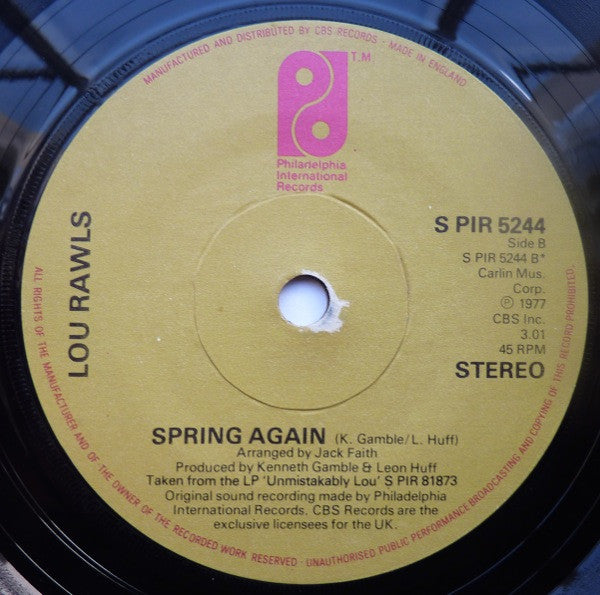 MANUFACTURED AND DISTRIBUTED BY CBS RECORDS · MADE IN ENGLAND
T.M.
Philadelphia
International
Records
LOU RAWLS
S PIR 5244
Side B
S PIR 5244 B*
Carlin Mus.
Corp.
℗ 1977
CBS Inc.
3.01
45 RPM
STEREO
SPRING AGAIN (K. Gamble/L. Huff)
Arranged by Jack Faith
Produced by Kenneth Gamble & Leon Huff
Taken from the LP 'Unmistakably Lou' S PIR 81873
Original sound recording made by Philadelphia
International Records. CBS Records are the
exclusive licensees for the UK.
ALL RIGHTS OF THE MANUFACTURER AND OF THE OWNER OF THE RECORDED WORK RESERVED · UNAUTHORISED PUBLIC PERFORMANCE BROADCASTING AND COPYING OF THIS RECORD PROHIBITED.